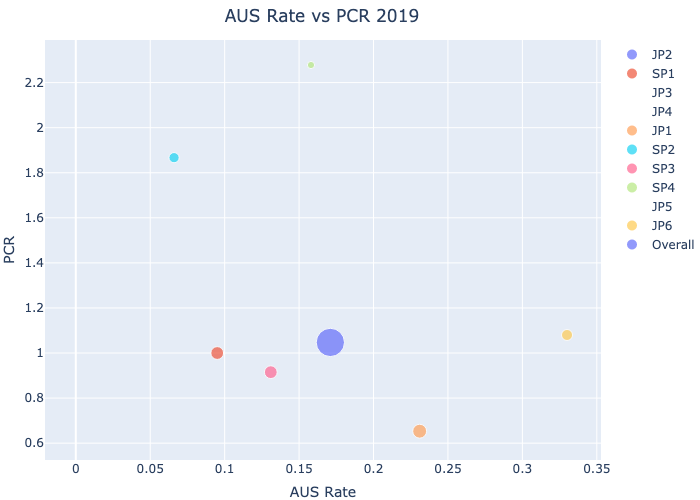 AUS Rate vs PCR 2019
PCR
2.2
2
1.8
1.6
1.4
1.2
1
0.8
0.6
0
0.05
0.1
0.15
0.2
0.25
0.3
0.35
AUS Rate
JP2
SP1
JP3
JP4
JP1
SP2
SP3
SP4
JP5
JP6
Overall